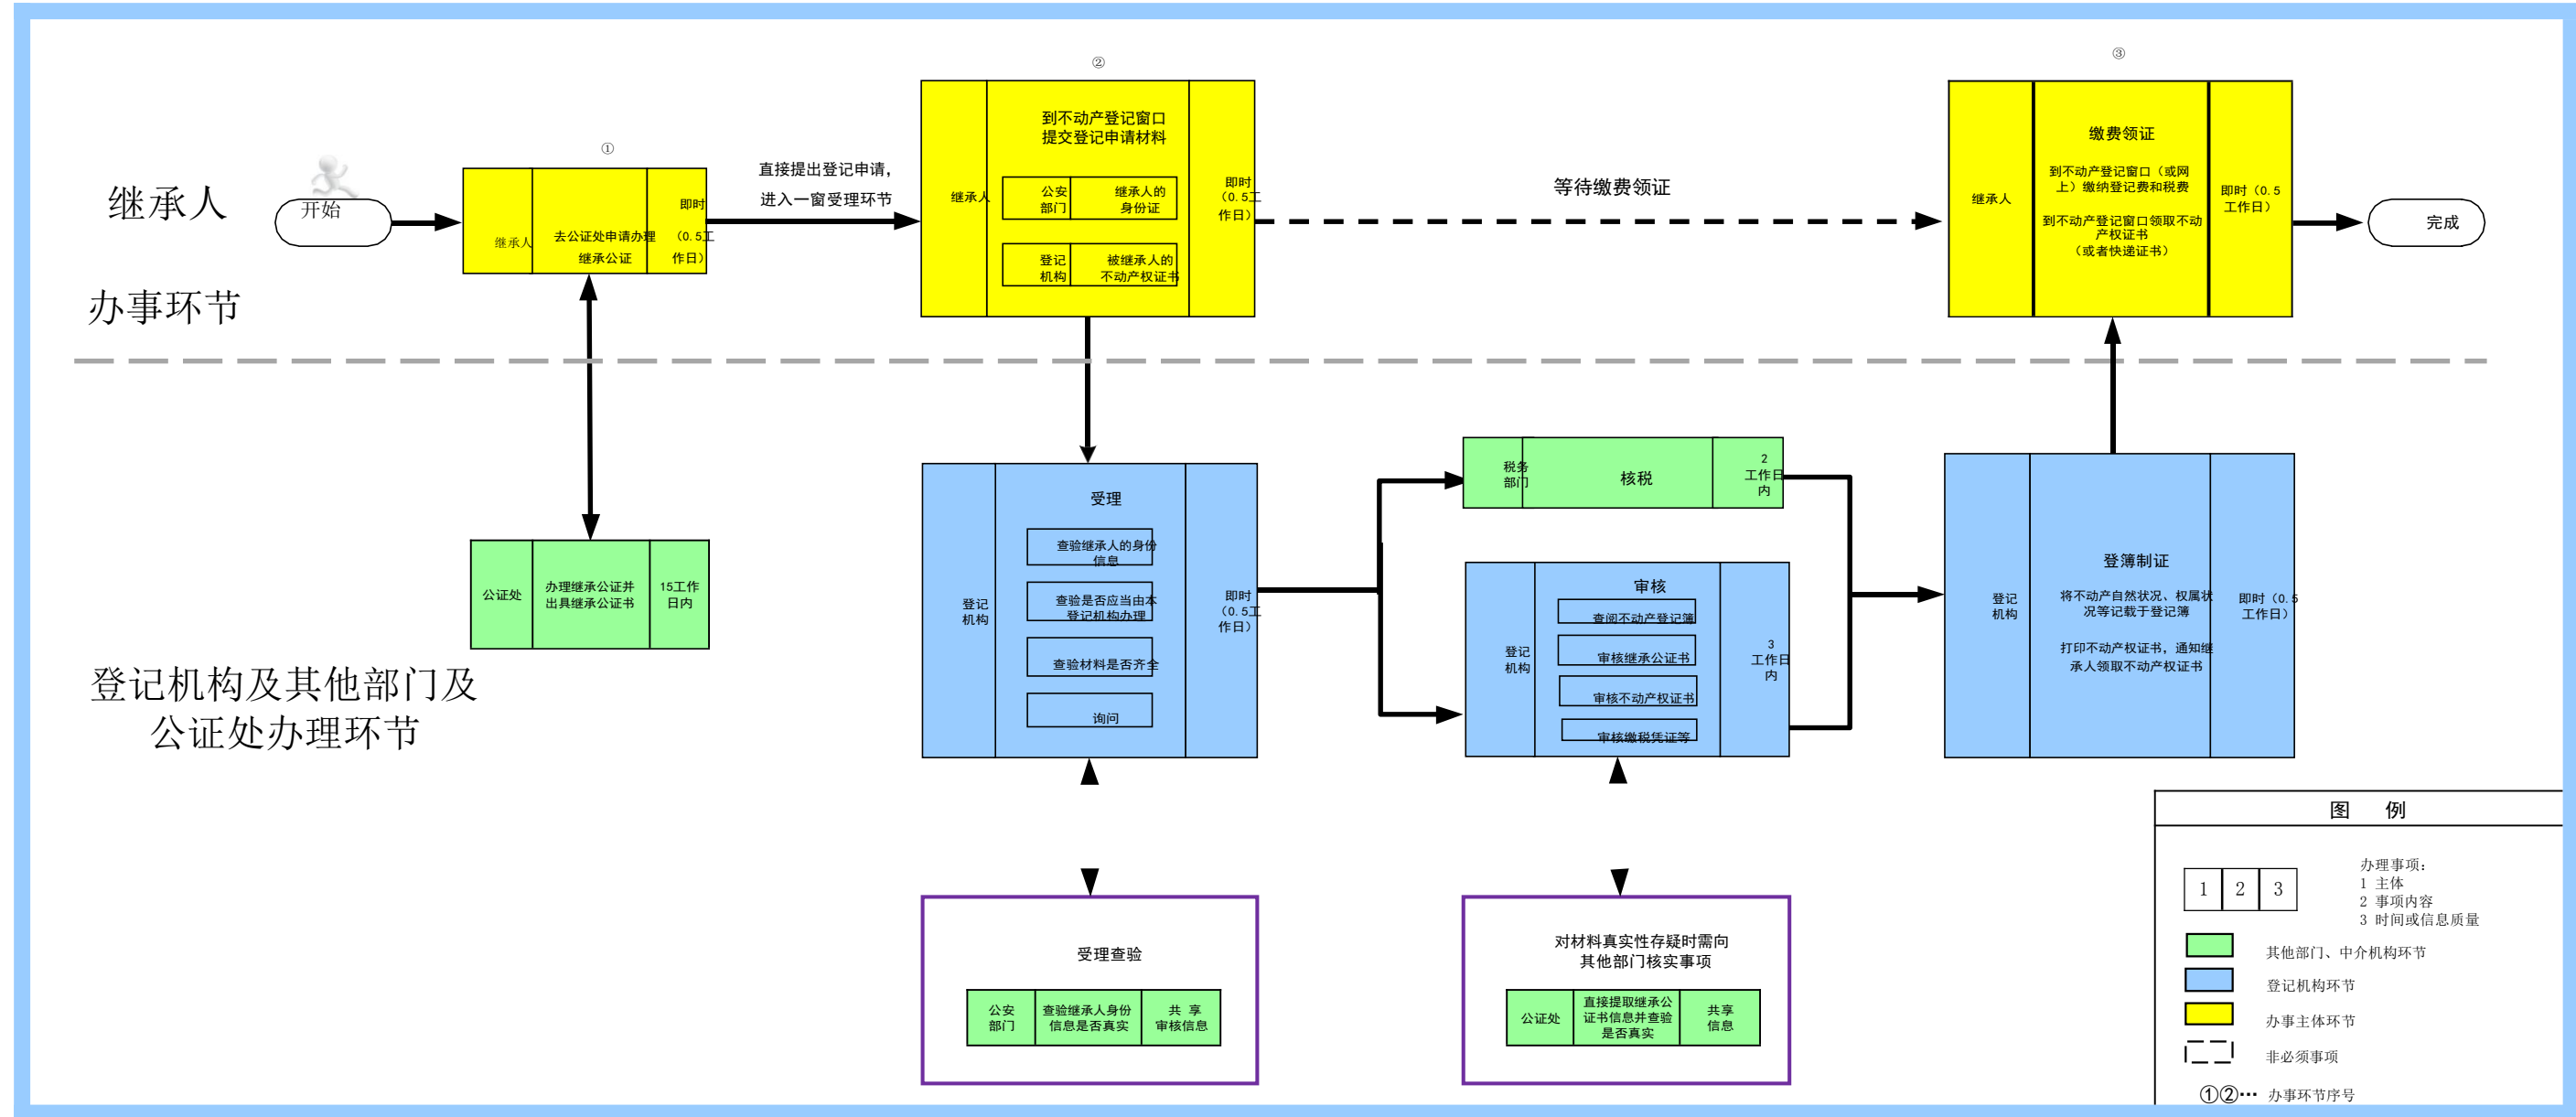 ②
③
①
继承人
开始
办事环节
继承人
去公证处申请办理
继承公证
即时
（0.5工
作日）
直接提出登记申请，
进入一窗受理环节
继承人
到不动产登记窗口
提交登记申请材料
公安
部门
继承人的
身份证
登记
机构
被继承人的
不动产权证书
即时
（0.5工
作日）
等待缴费领证
继承人
缴费领证
到不动产登记窗口（或网
上）缴纳登记费和税费
到不动产登记窗口领取不动
产权证书
（或者快递证书）
即时（0.5
工作日）
完成
登记机构及其他部门及
公证处办理环节
公证处
办理继承公证并
出具继承公证书
15工作
日内
登记
机构
受理
查验继承人的身份
信息
查验是否应当由本
登记机构办理
查验材料是否齐全
询问
即时
（0.5工
作日）
税务
部门
核税
2
工作日
内
登记
机构
审核
查阅不动产登记簿
审核继承公证书
审核不动产权证书
审核缴税凭证等
3
工作日
内
登记
机构
登簿制证
将不动产自然状况、权属状
况等记载于登记簿
打印不动产权证书，通知继
承人领取不动产权证书
即时（0.5
工作日）
受理查验
公安
部门
查验继承人身份
信息是否真实
共 享
审核信息
对材料真实性存疑时需向
其他部门核实事项
公证处
直接提取继承公
证书信息并查验
是否真实
共享
信息
图 例
1 2 3
办理事项：
1 主体
2 事项内容
3 时间或信息质量
其他部门、中介机构环节
登记机构环节
办事主体环节
非必须事项
①②… 办事环节序号